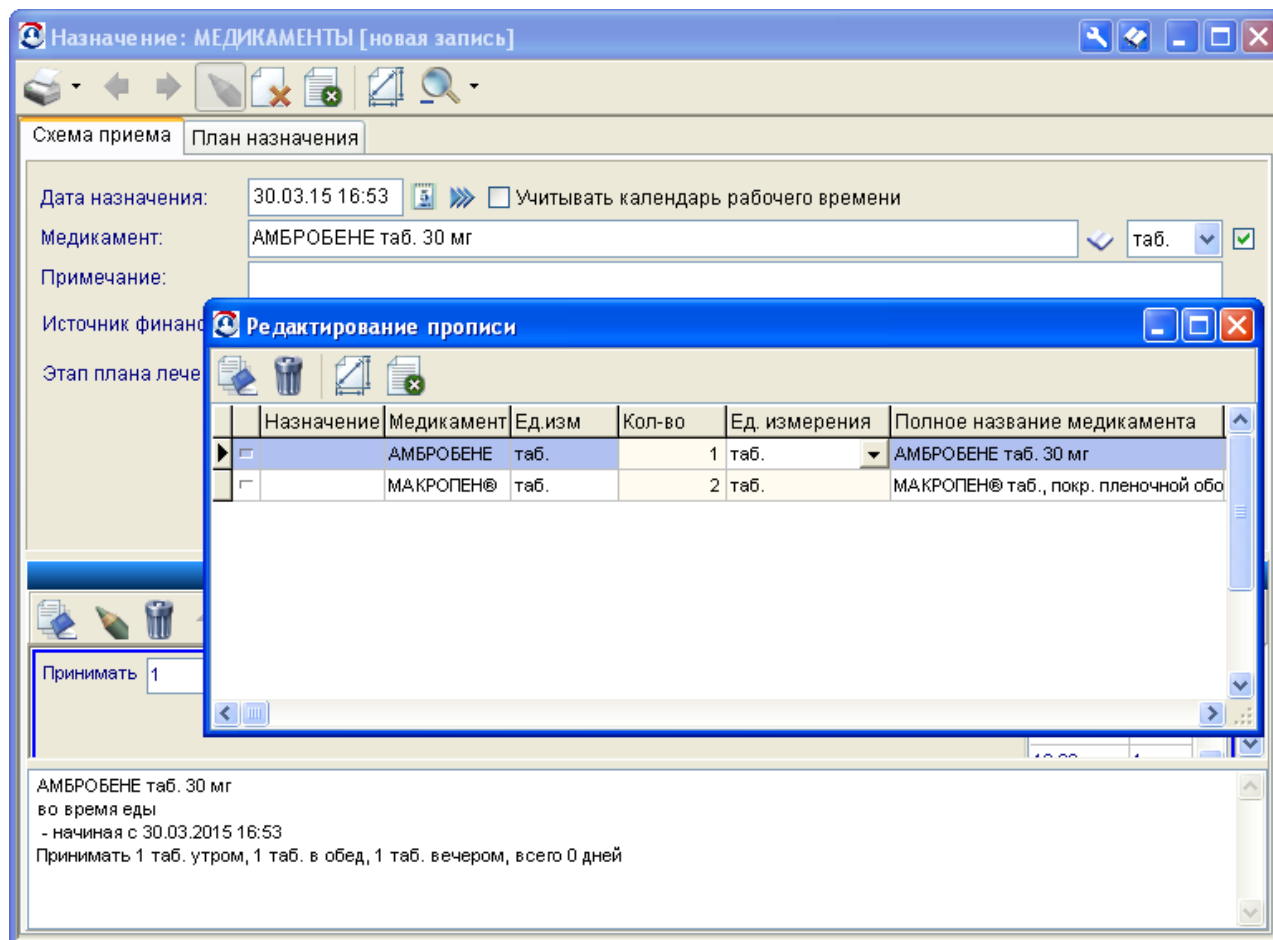 Назначение: МЕДИКАМЕНТЫ [новая запись]
Схема приема План назначения
Дата назначения: 30.03.15 16:53 Учитывать календарь рабочего времени
Медикамент: АМБРОБЕНЕ таб. 30 мг таб.
Примечание:
Источник финанс
Редактирование прописи
Этап плана лече
Назначение Медикамент Ед.изм Кол-во Ед. измерения Полное название медикамента
АМБРОБЕНЕ таб. 1 таб. АМБРОБЕНЕ таб. 30 мг
МАКРОПЕН® таб. 2 таб. МАКРОПЕН® таб., покр. пленочной обо
Принимать 1
АМБРОБЕНЕ таб. 30 мг
во время еды
- начиная с 30.03.2015 16:53
Принимать 1 таб. утром, 1 таб. в обед, 1 таб. вечером, всего 0 дней